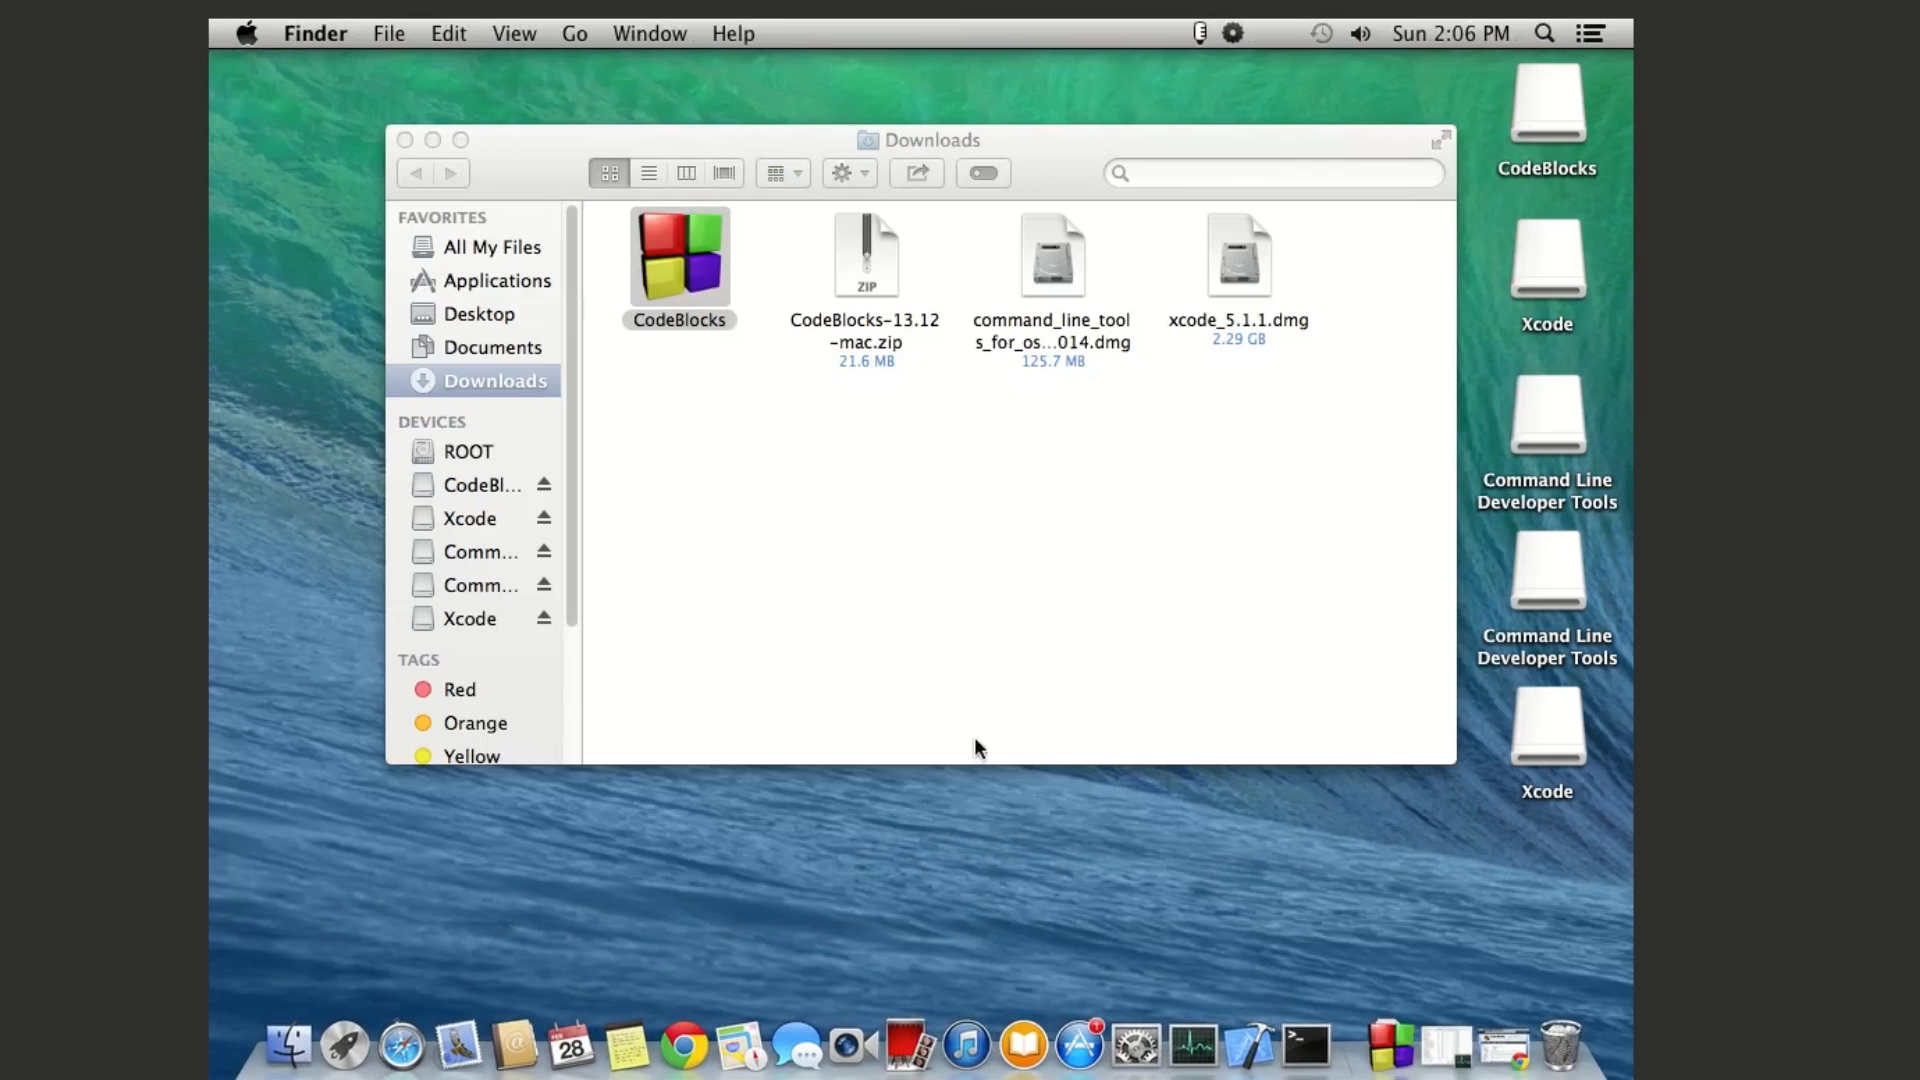 Finder File Edit View Go Window Help Sun 2:06 PM
Downloads
FAVORITES
All My Files
Applications
Desktop
Documents
Downloads
DEVICES
ROOT
CodeBl...
Xcode
Comm...
Comm...
Xcode
TAGS
Red
Orange
Yellow
CodeBlocks
ZIP
CodeBlocks-13.12
-mac.zip
21.6 MB
command_line_tool
s_for_os...014.dmg
125.7 MB
xcode_5.1.1.dmg
2.29 GB
CodeBlocks
Xcode
Command Line
Developer Tools
Command Line
Developer Tools
Xcode
FEB
28
1